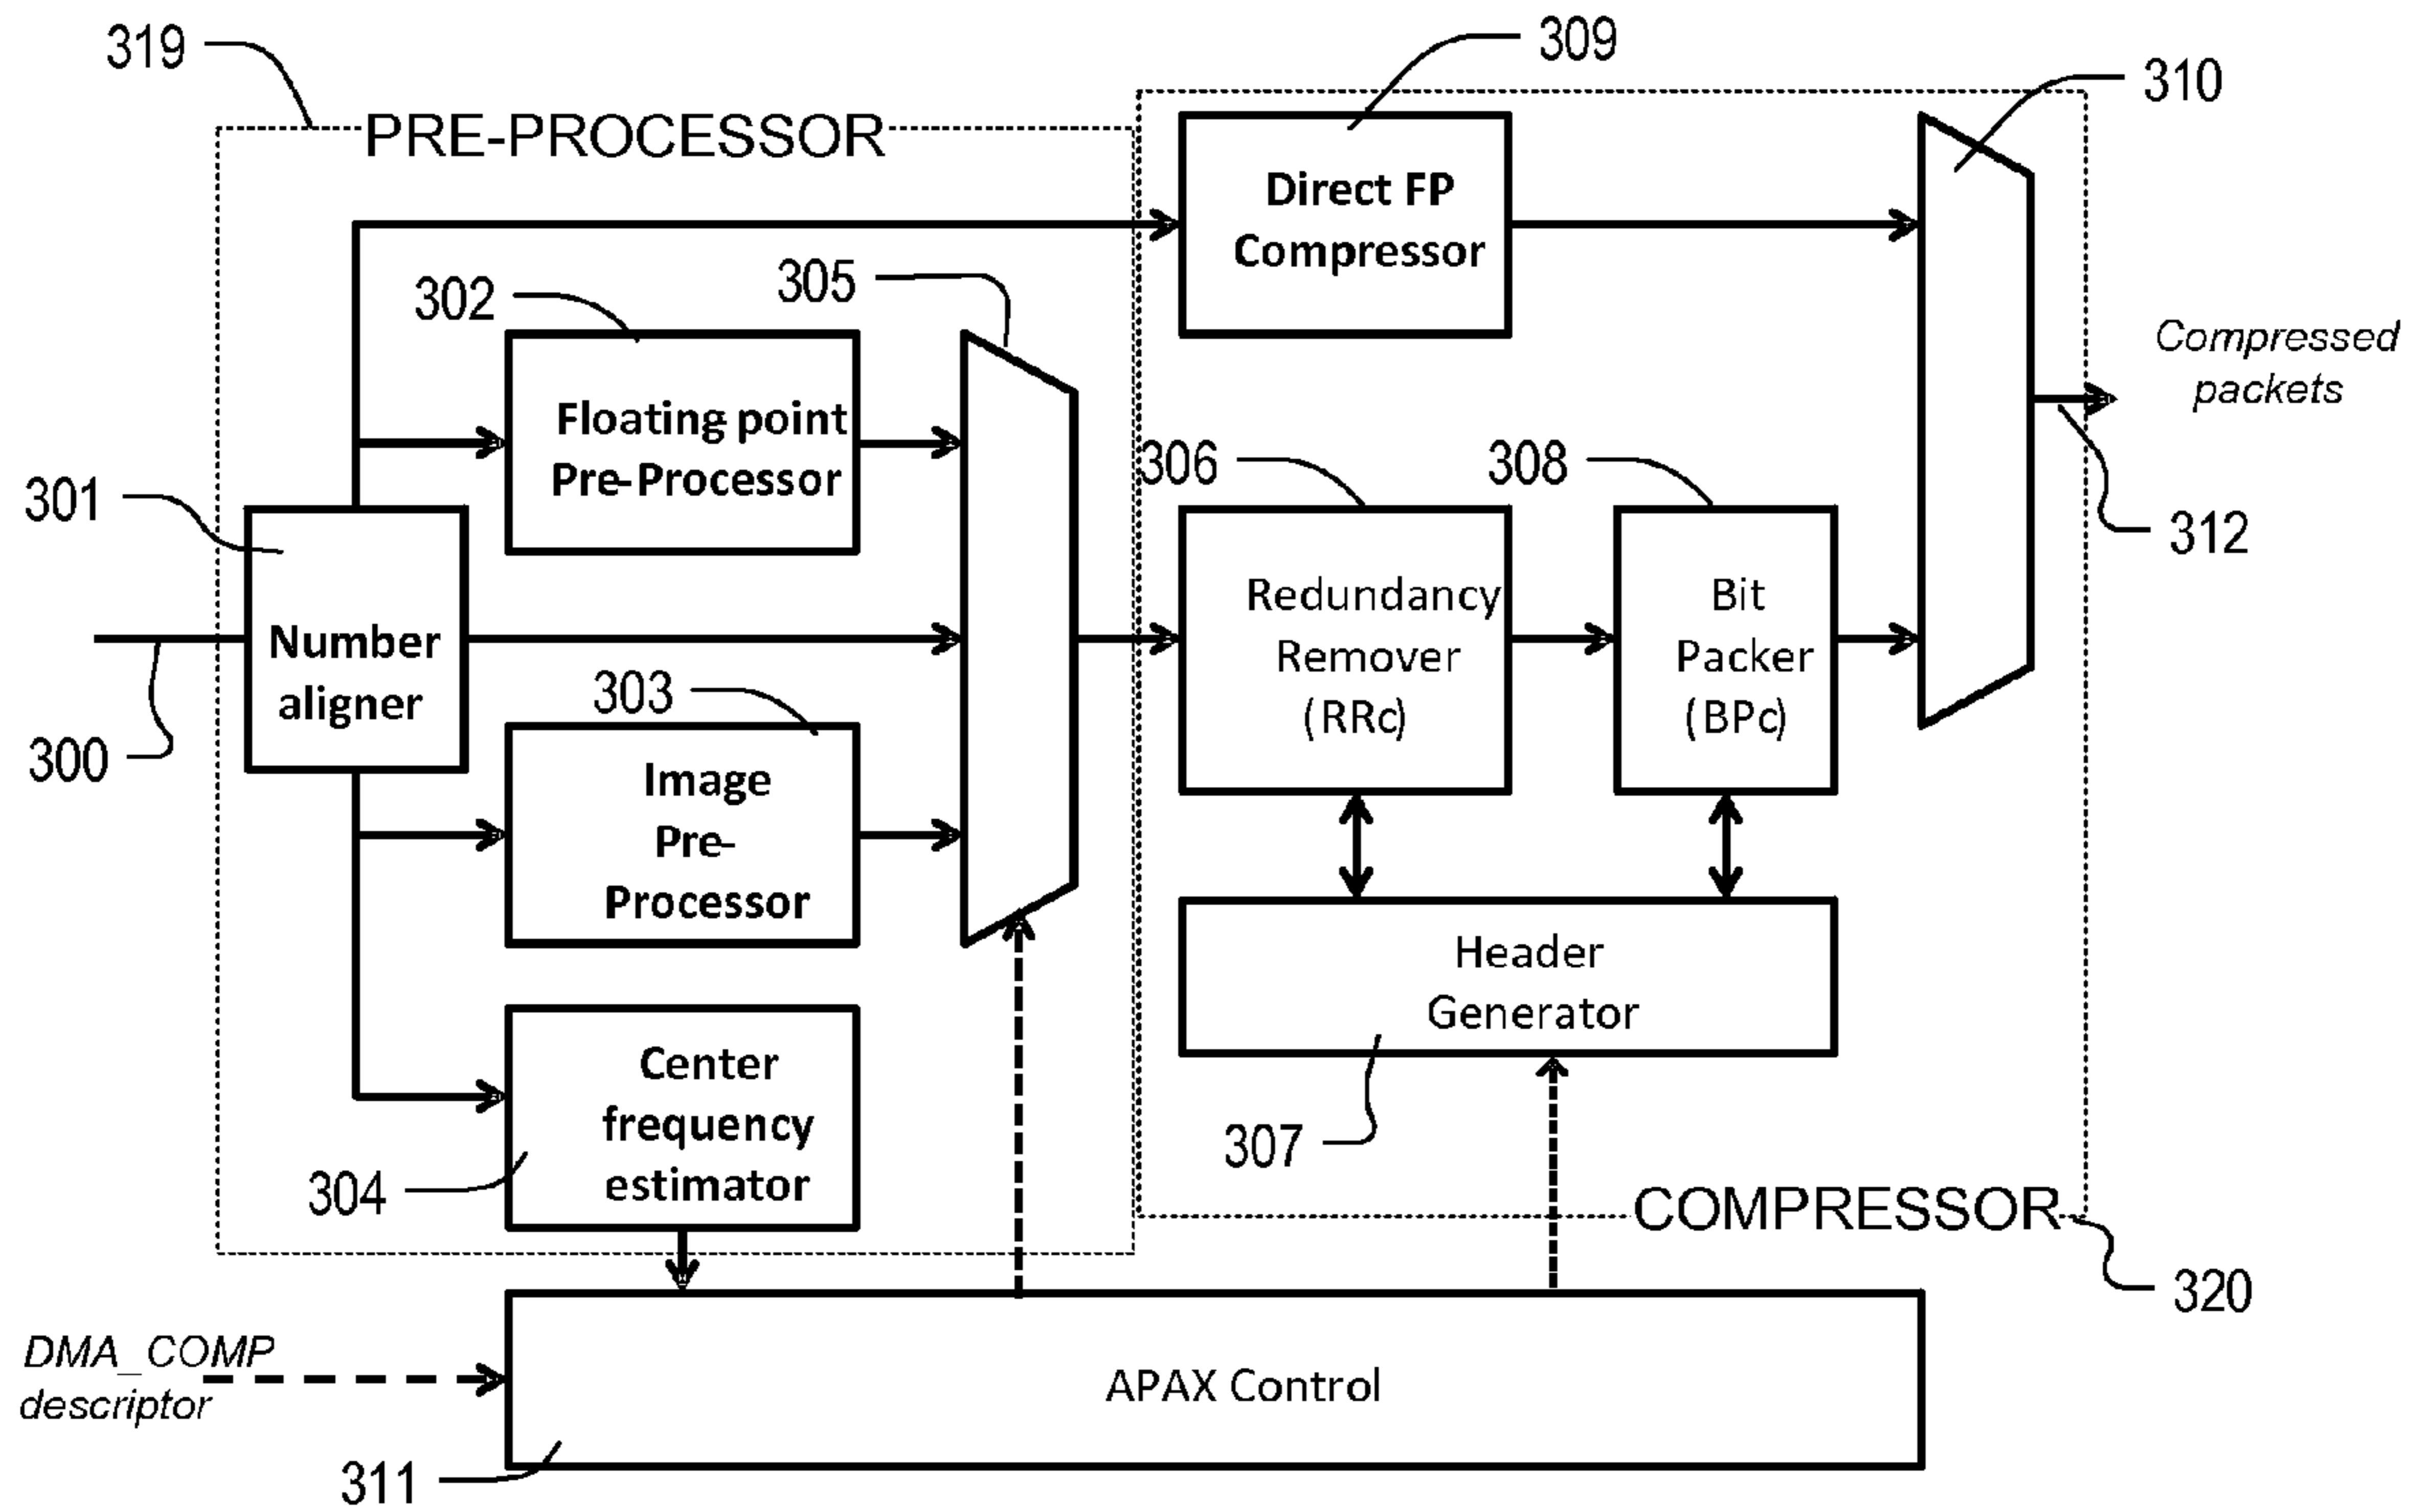 319
309
310
PRE-PROCESSOR
Direct FP
Compressor
302
305
Compressed
packets
Floating point
Pre-Processor
306
308
301
312
Number
aligner
Redundancy
Remover
(RRc)
Bit
Packer
(BPc)
300
303
Image
Pre-
Processor
Header
Generator
Center
frequency
estimator
304
307
COMPRESSOR
320
DMA_COMP
descriptor
APAX Control
311